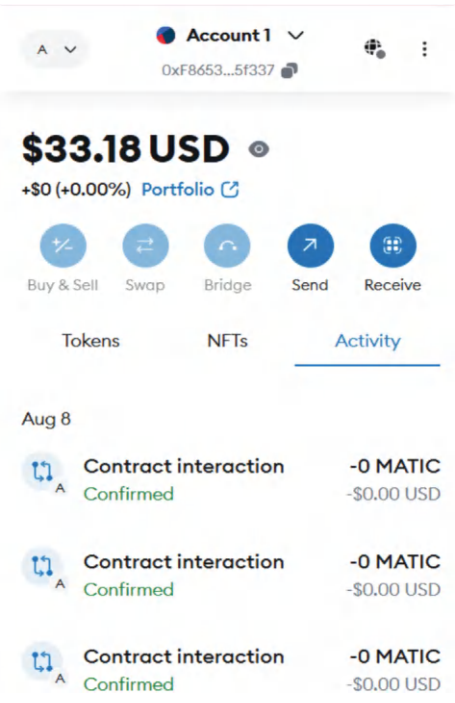 A
Account 1
0xF8653...5f337
$33.18 USD
+$0 (+0.00%) Portfolio
Buy & Sell Swap Bridge Send Receive
Tokens NFTs Activity
Aug 8
Contract interaction -0 MATIC
A Confirmed -$0.00 USD
Contract interaction -0 MATIC
A Confirmed -$0.00 USD
Contract interaction -0 MATIC
A Confirmed -$0.00 USD